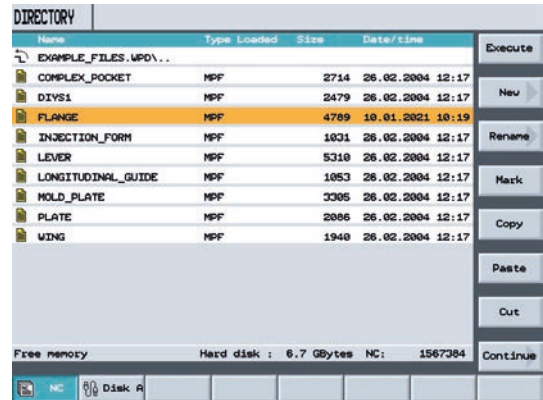 DIRECTORY
Name Type Loaded Size Date/time
EXAMPLE_FILES.WPD\..
COMPLEX_POCKET MPF 2714 26.02.2004 12:17
DIYS1 MPF 2479 26.02.2004 12:17
FLANGE MPF 4789 10.01.2021 10:19
INJECTION_FORM MPF 1031 26.02.2004 12:17
LEVER MPF 5310 26.02.2004 12:17
LONGITUDINAL_GUIDE MPF 1053 26.02.2004 12:17
MOLD_PLATE MPF 3305 26.02.2004 12:17
PLATE MPF 2086 26.02.2004 12:17
WING MPF 1940 26.02.2004 12:17
Free memory Hard disk : 6.7 GBytes NC: 1567384
Execute
New
Rename
Mark
Copy
Paste
Cut
Continue
NC Disk A